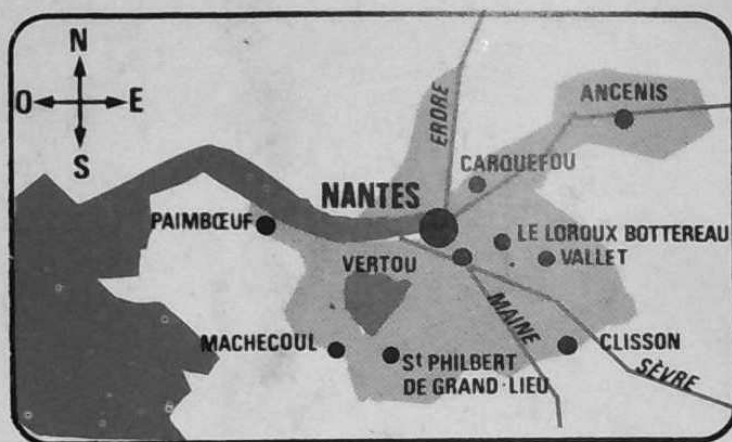 N
O E
S
ERDRE
ANCENIS
CARQUEFOU
NANTES
PAIMBŒUF
LE LOROUX BOTTEREAU
VALLET
VERTOU
MACHECOUL
MAINE
St PHILBERT
DE GRAND-LIEU
CLISSON
SÈVRE